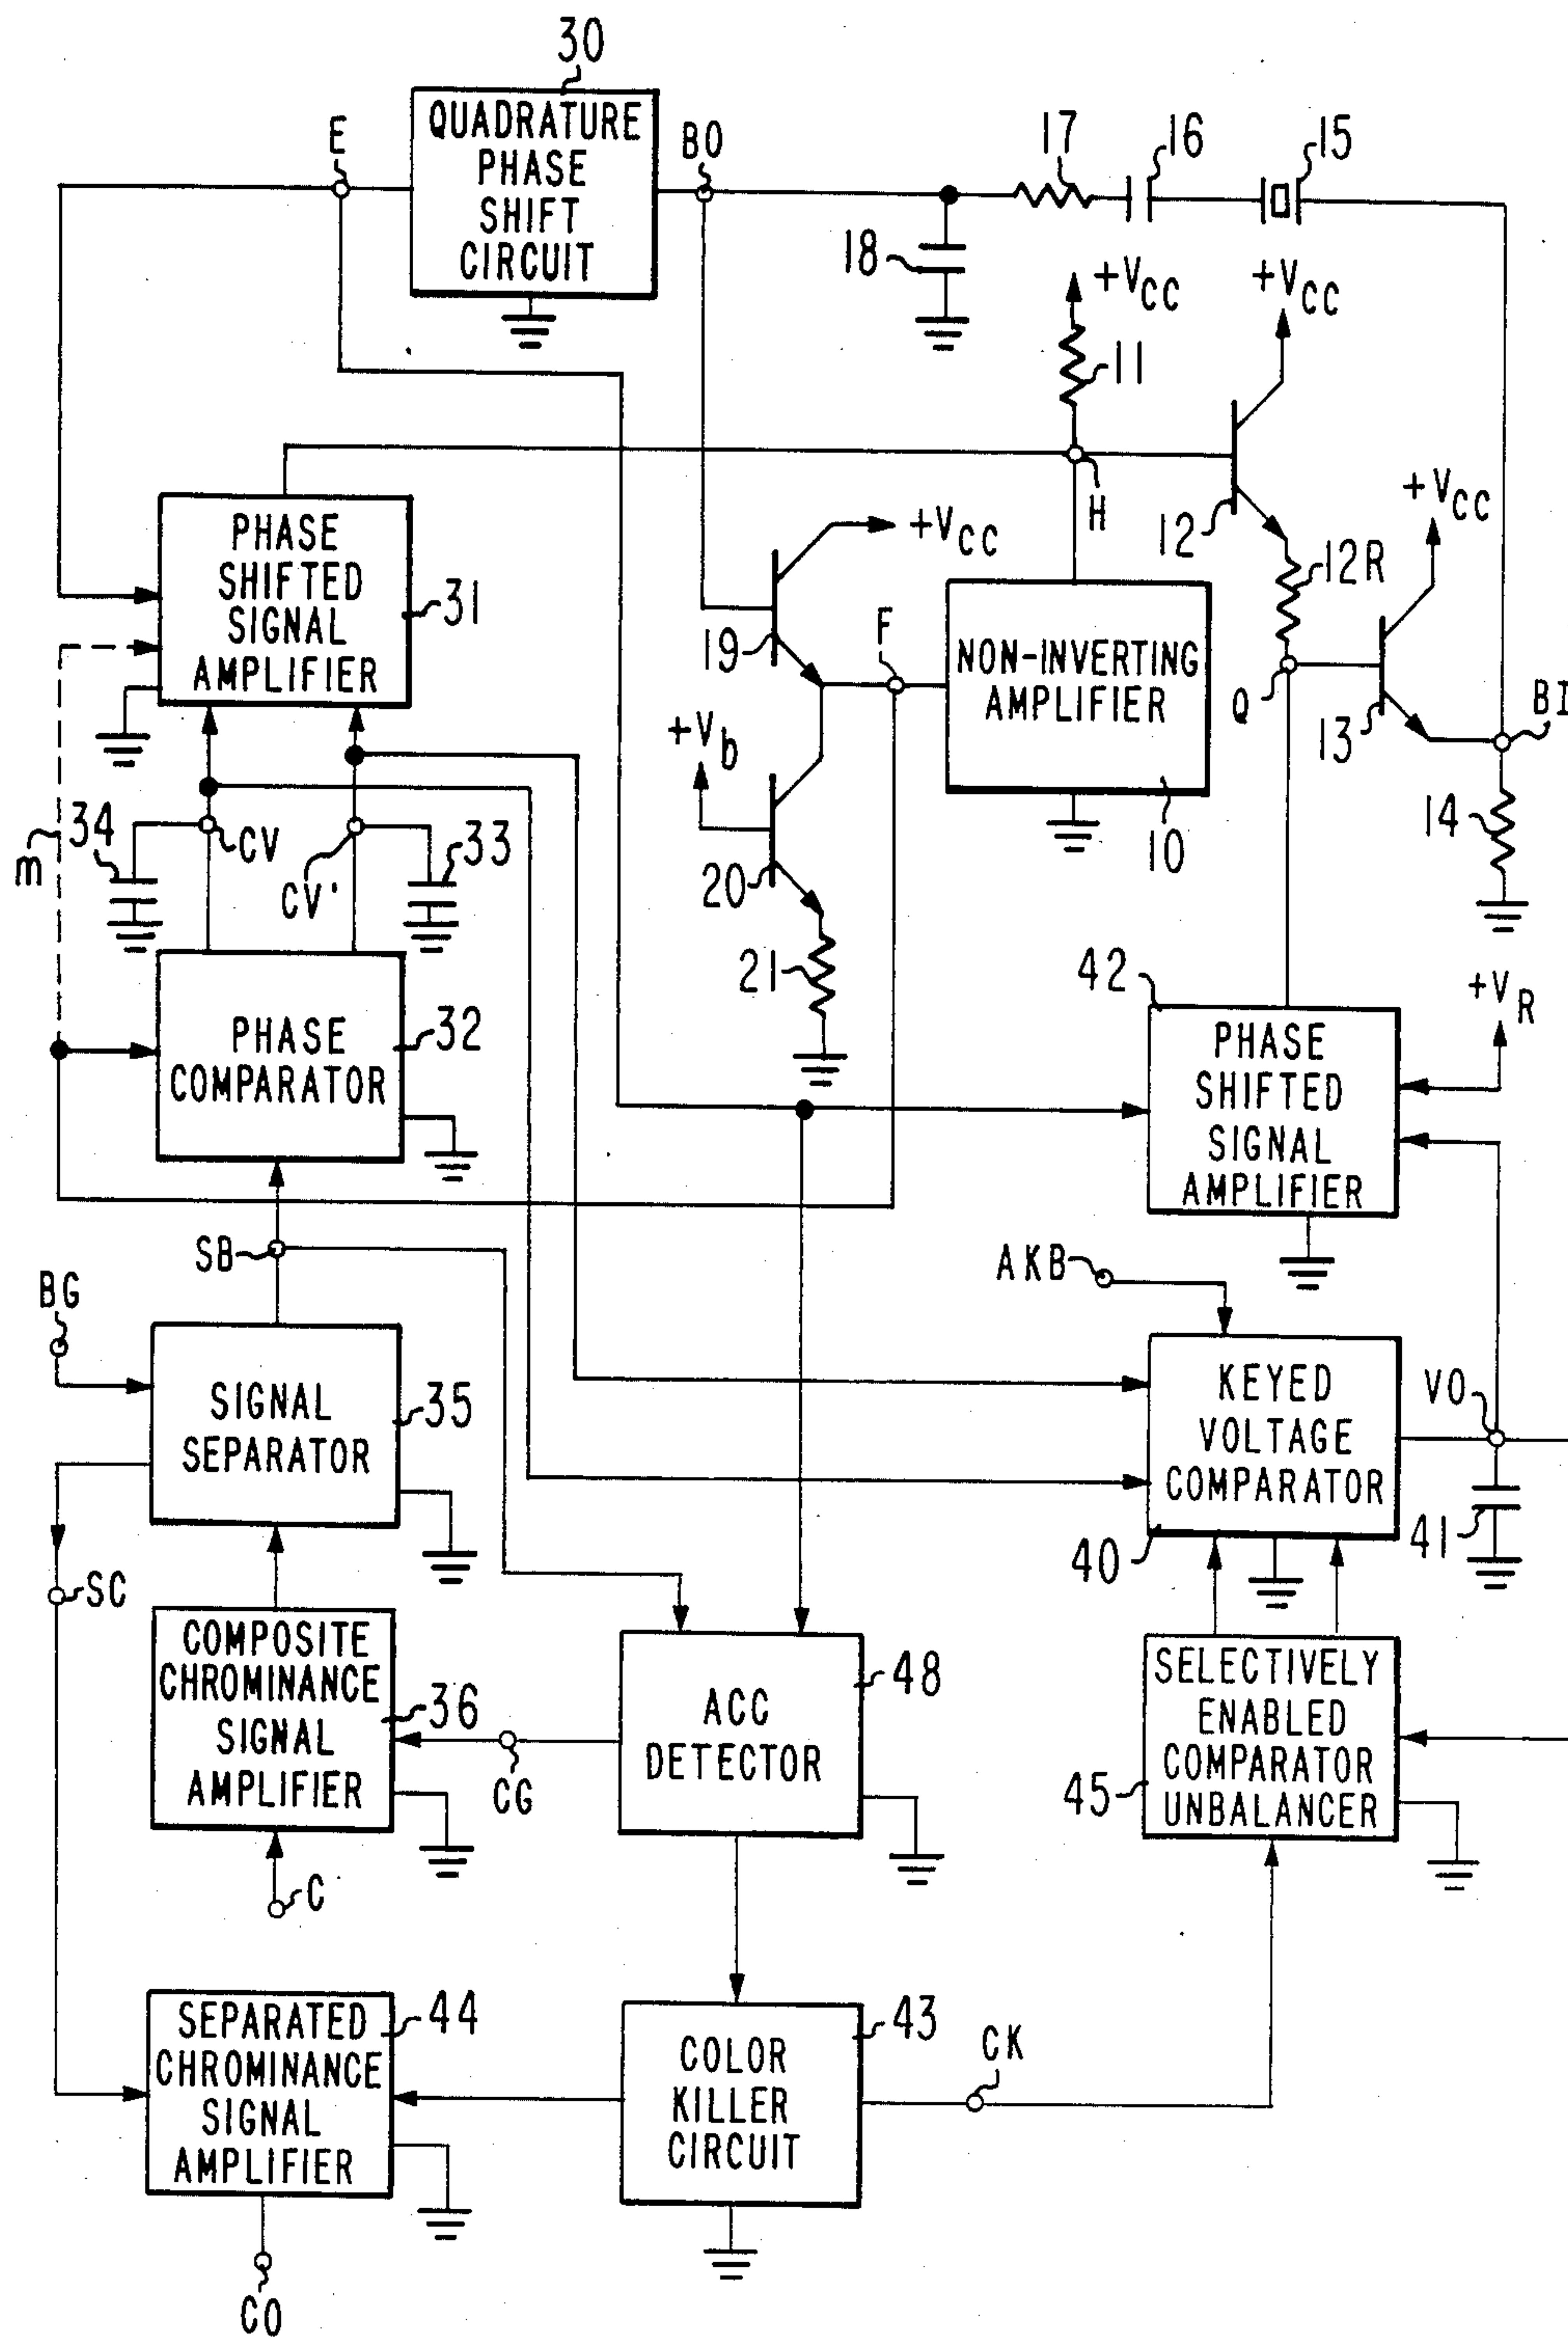 30
QUADRATURE
PHASE
SHIFT
CIRCUIT
E
BO
17
16
15
18
+VCC
+VCC
11
H
12
+VCC
12R
PHASE
SHIFTED
SIGNAL
AMPLIFIER
31
+VCC
19
F
NON-INVERTING
AMPLIFIER
10
Q
13
BI
14
+Vb
20
21
m
34
CV
CV'
33
PHASE
COMPARATOR
32
42
PHASE
SHIFTED
SIGNAL
AMPLIFIER
+VR
SB
AKB
BG
SIGNAL
SEPARATOR
35
KEYED
VOLTAGE
COMPARATOR
40
VO
41
SC
COMPOSITE
CHROMINANCE
SIGNAL
AMPLIFIER
36
CG
C
ACC
DETECTOR
48
SELECTIVELY
ENABLED
COMPARATOR
UNBALANCER
45
SEPARATED
CHROMINANCE
SIGNAL
AMPLIFIER
44
COLOR
KILLER
CIRCUIT
43
CK
CO